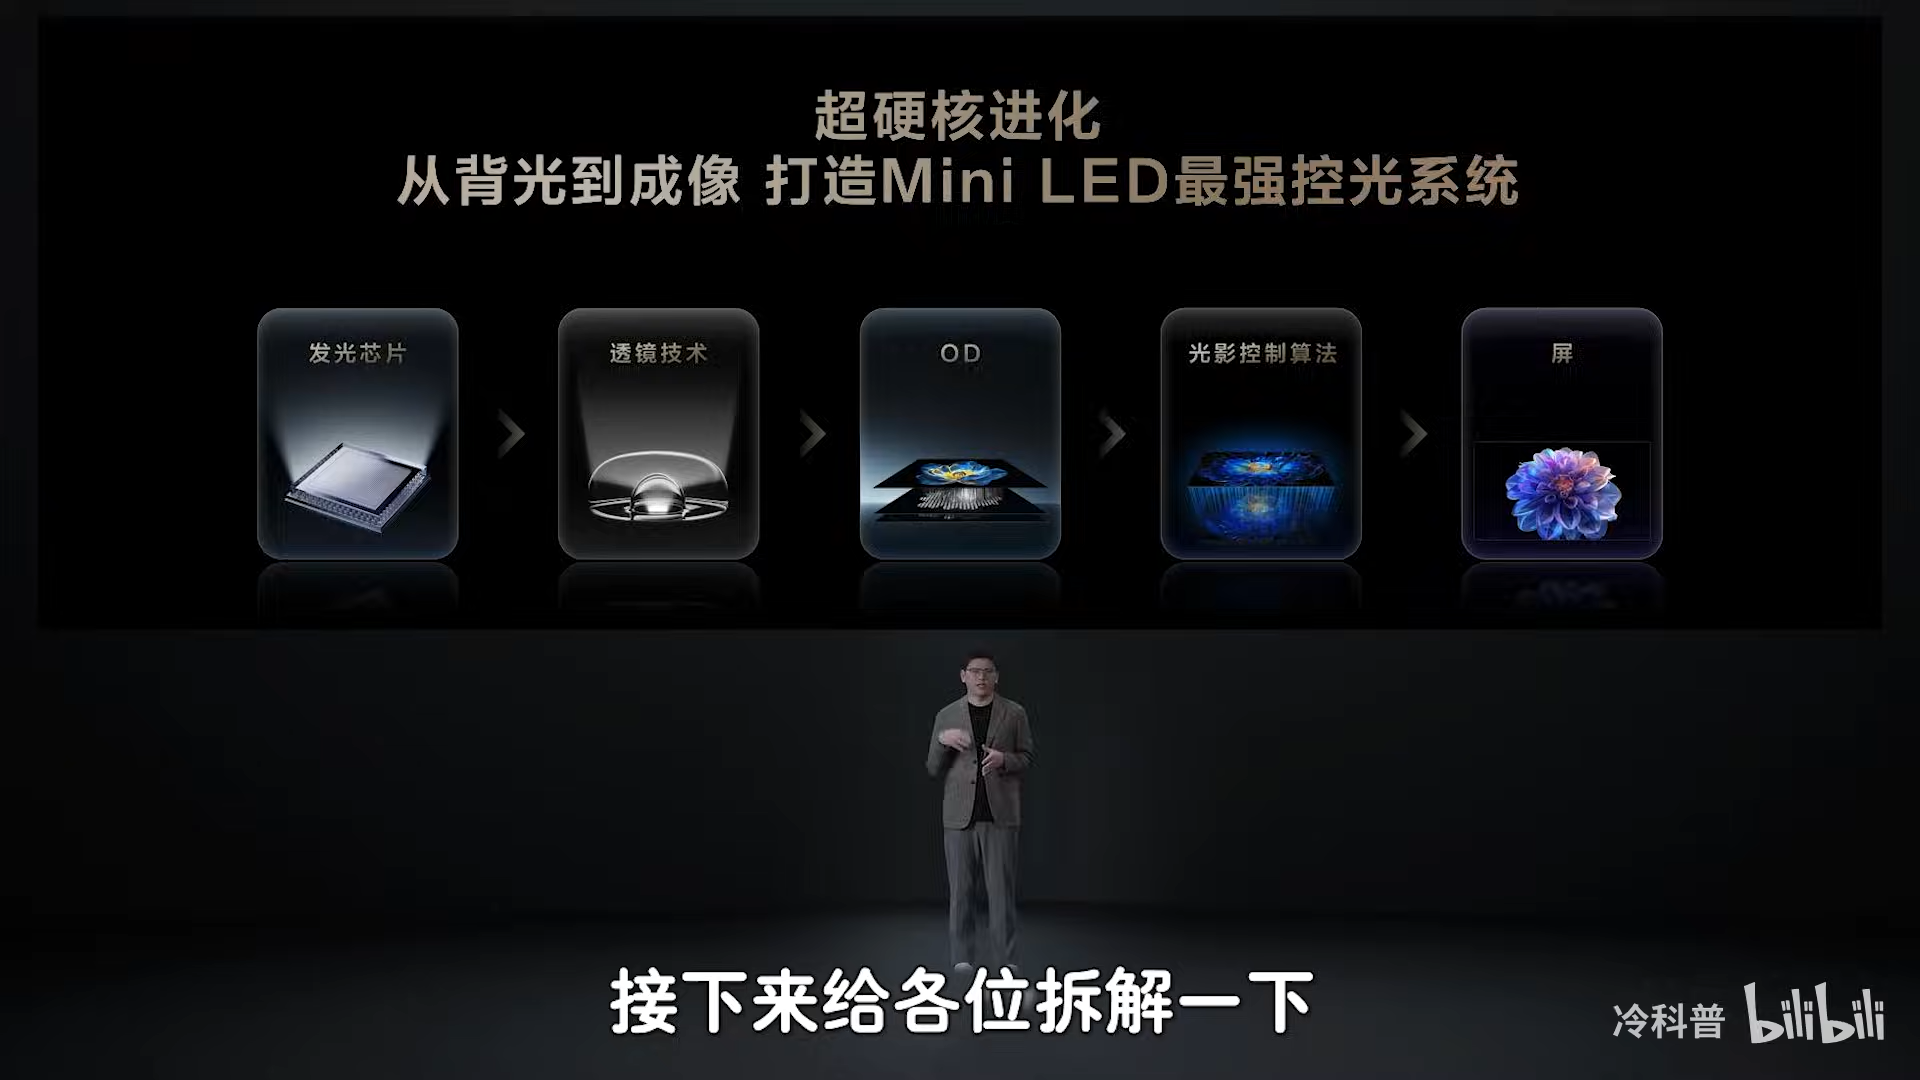 超硬核进化
从背光到成像 打造Mini LED最强控光系统
发光芯片
透镜技术
OD
光影控制算法
屏
接下来给各位拆解一下
冷科普 bilibili